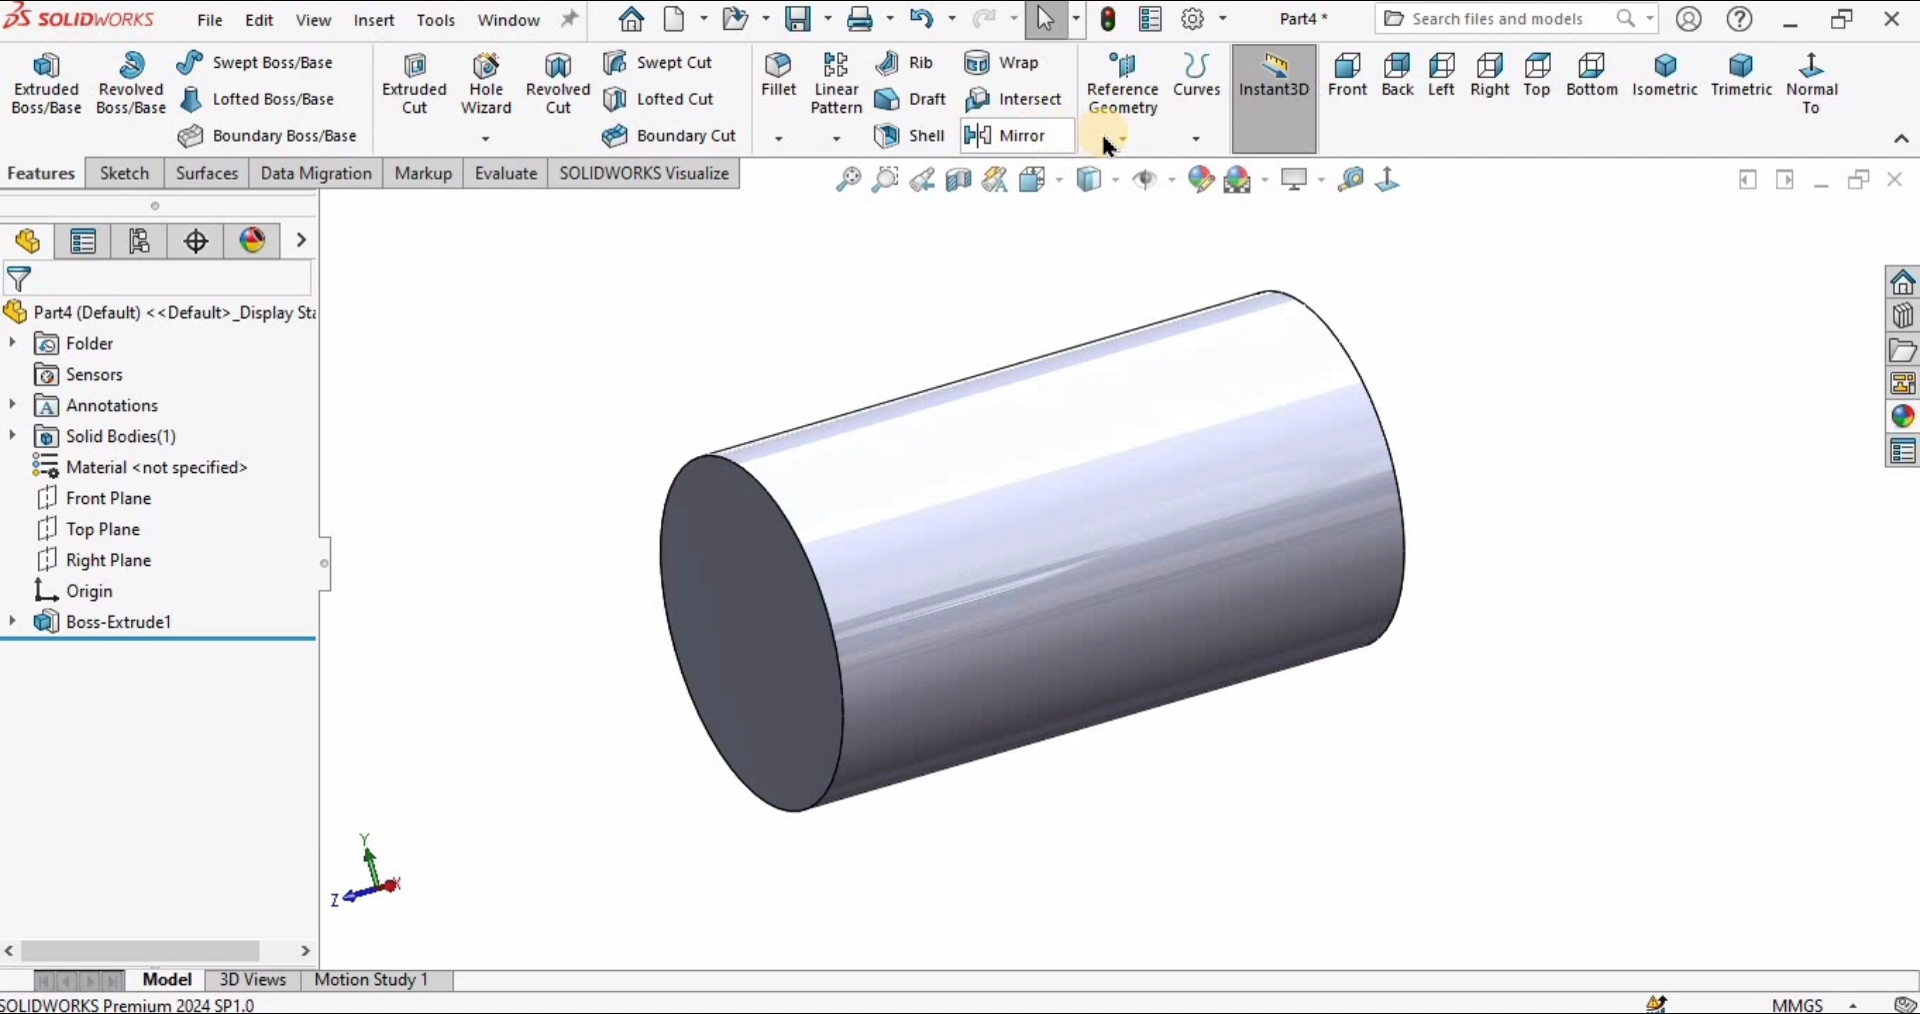 SOLIDWORKS File Edit View Insert Tools Window Part4 * Search files and models
Extruded Boss/Base
Revolved Boss/Base
Swept Boss/Base
Lofted Boss/Base
Boundary Boss/Base
Extruded Cut
Hole Wizard
Revolved Cut
Swept Cut
Lofted Cut
Boundary Cut
Fillet
Linear Pattern
Rib
Draft
Shell
Wrap
Intersect
Mirror
Reference Geometry
Curves
Instant3D
Front
Back
Left
Right
Top
Bottom
Isometric
Trimetric
Normal To
Features Sketch Surfaces Data Migration Markup Evaluate SOLIDWORKS Visualize
Part4 (Default) <<Default>_Display Sta
Folder
Sensors
Annotations
Solid Bodies(1)
Material <not specified>
Front Plane
Top Plane
Right Plane
Origin
Boss-Extrude1
Y
X
Z
Model 3D Views Motion Study 1
SOLIDWORKS Premium 2024 SP1.0 MMGS